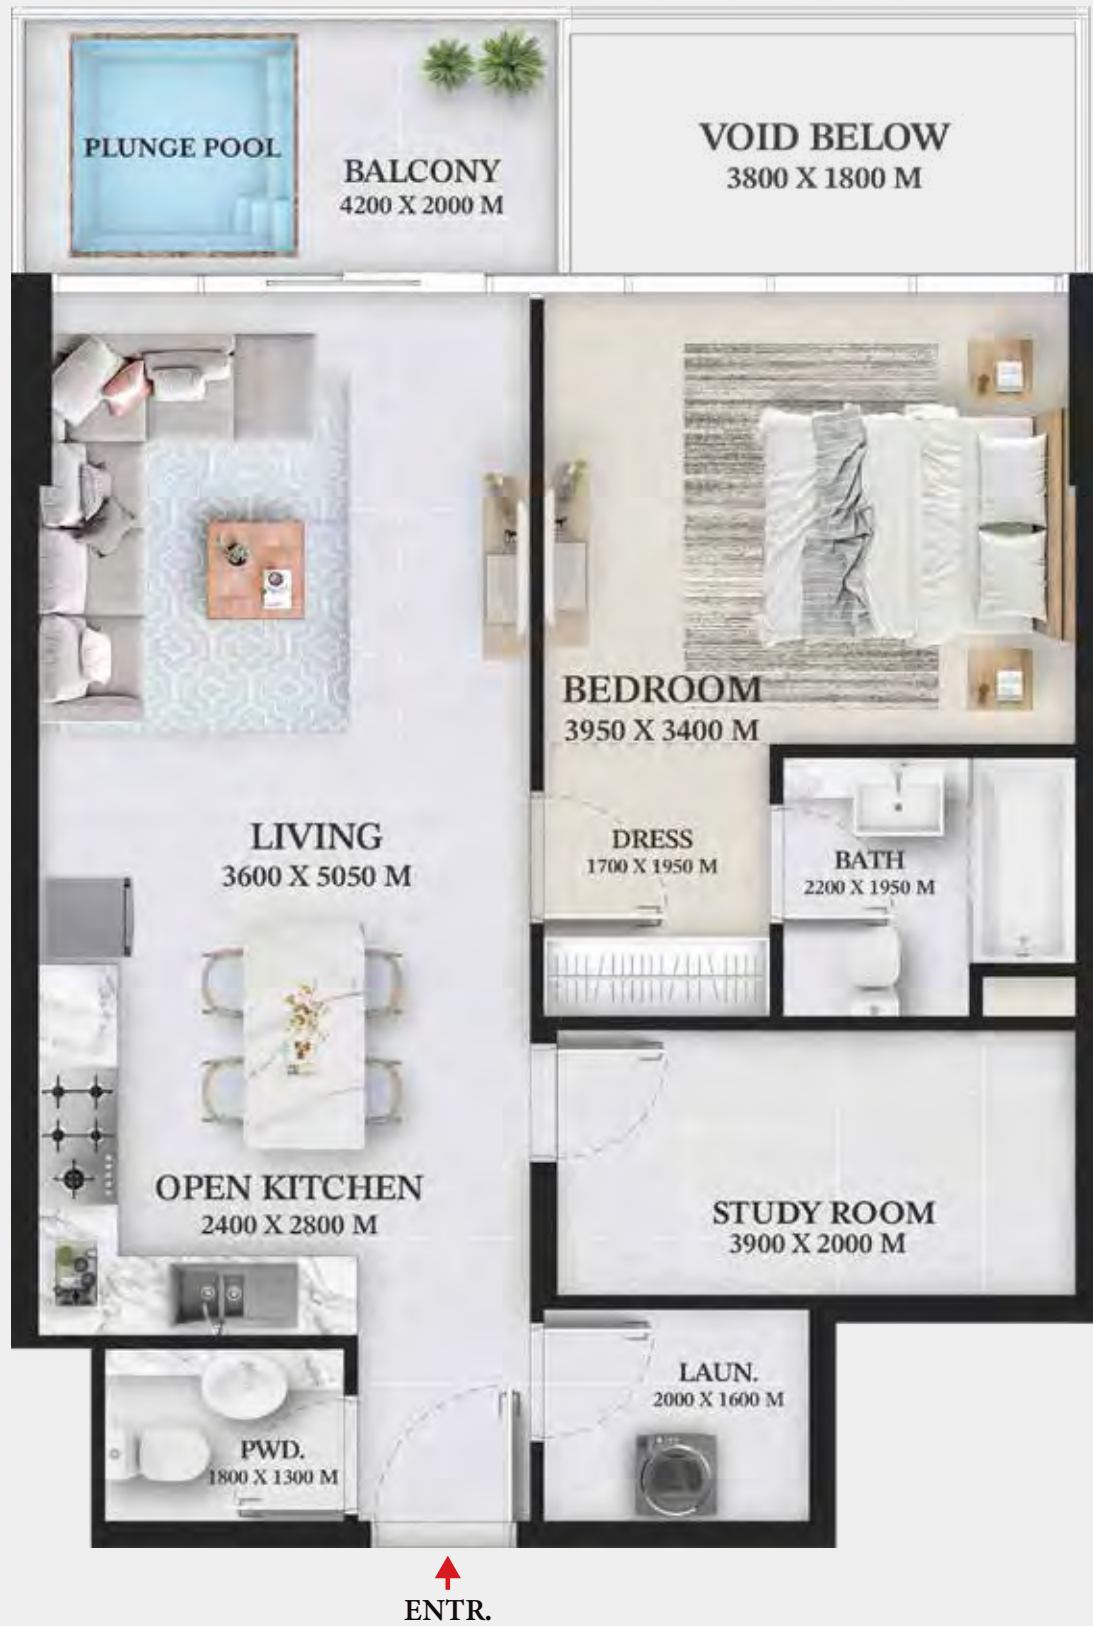 PLUNGE POOL
BALCONY
4200 X 2000 M
VOID BELOW
3800 X 1800 M
BEDROOM
3950 X 3400 M
LIVING
3600 X 5050 M
DRESS
1700 X 1950 M
BATH
2200 X 1950 M
OPEN KITCHEN
2400 X 2800 M
STUDY ROOM
3900 X 2000 M
LAUN.
2000 X 1600 M
PWD.
1800 X 1300 M
ENTR.